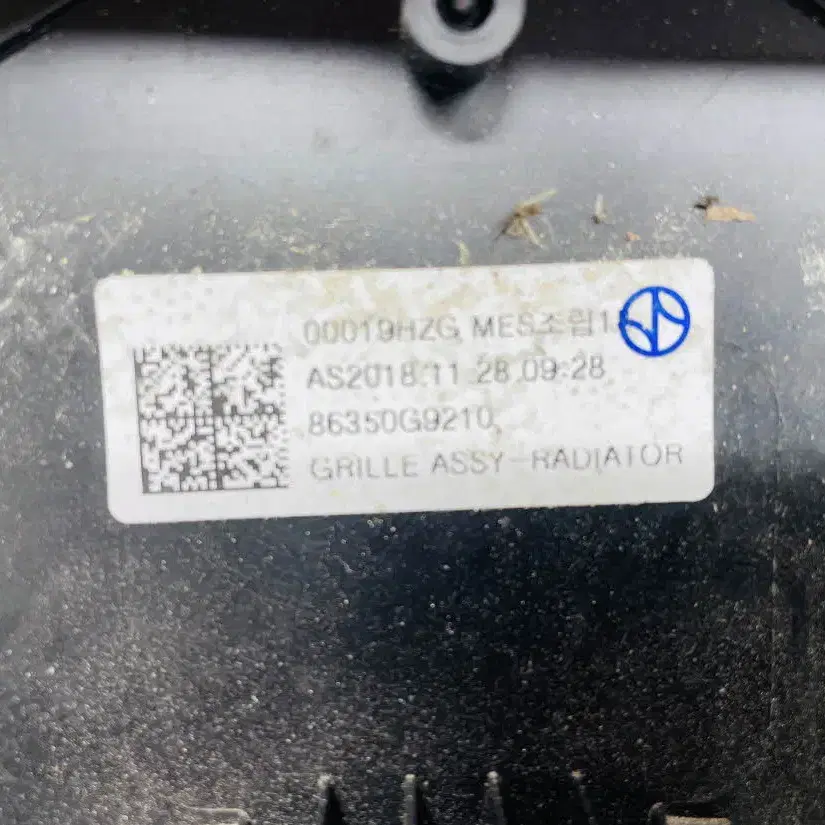 00019HZG MES조립1
AS2018.11.28.09:28
86350G9210,
GRILLE ASSY-RADIATOR